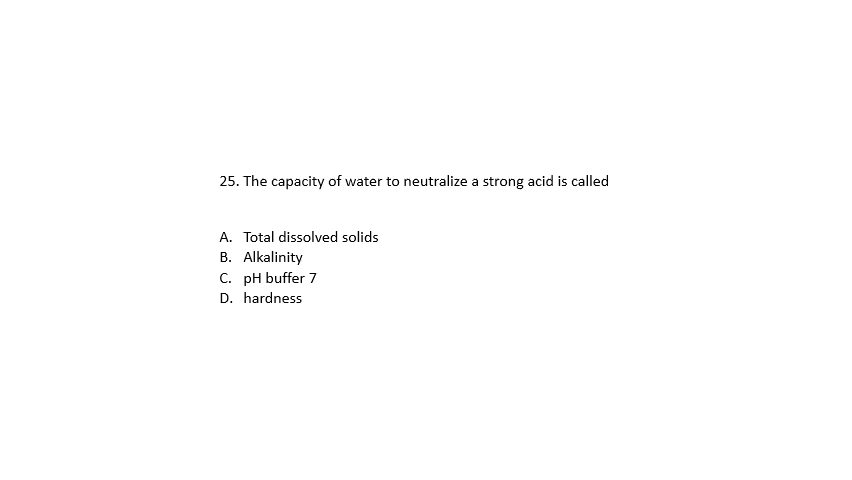 25. The capacity of water to neutralize a strong acid is called
A. Total dissolved solids
B. Alkalinity
C. pH buffer 7
D. hardness